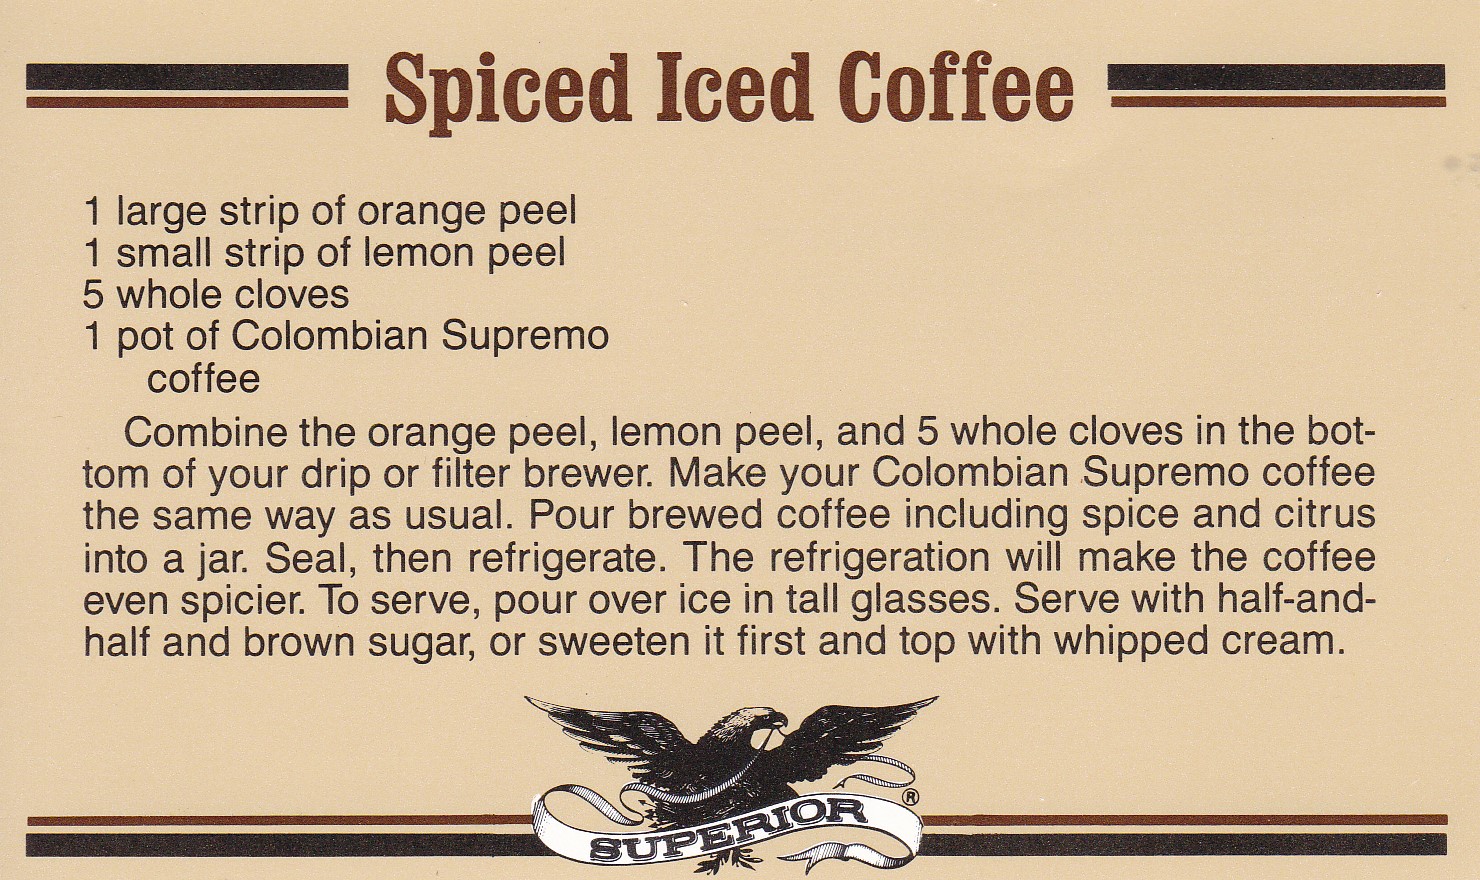 Spiced Iced Coffee
1 large strip of orange peel
1 small strip of lemon peel
5 whole cloves
1 pot of Colombian Supremo
coffee
Combine the orange peel, lemon peel, and 5 whole cloves in the bot-
tom of your drip or filter brewer. Make your Colombian Supremo coffee
the same way as usual. Pour brewed coffee including spice and citrus
into a jar. Seal, then refrigerate. The refrigeration will make the coffee
even spicier. To serve, pour over ice in tall glasses. Serve with half-and-
half and brown sugar, or sweeten it first and top with whipped cream.
®
SUPERIOR